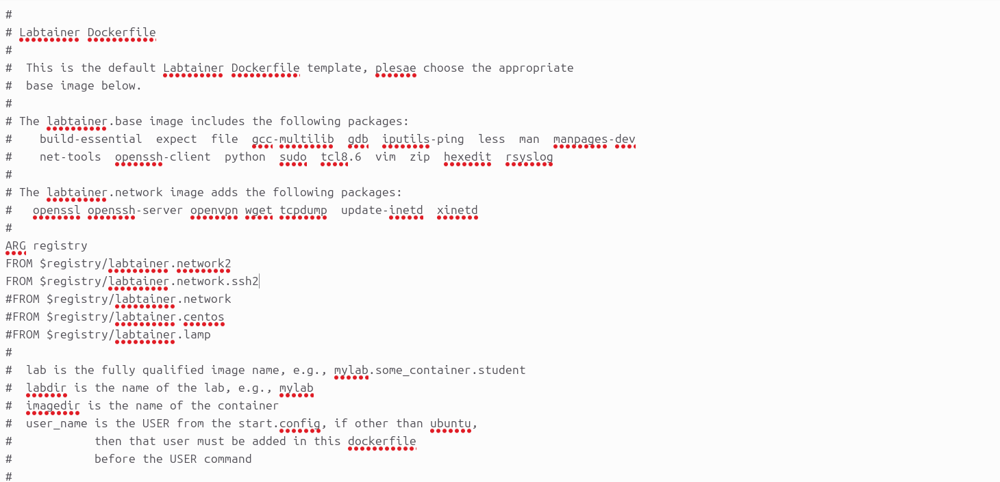 #
# Labtainer Dockerfile
#
#  This is the default Labtainer Dockerfile template, plesae choose the appropriate
#  base image below.
#
# The labtainer.base image includes the following packages:
#    build-essential  expect  file  gcc-multilib  gdb  iputils-ping  less  man  manpages-dev
#    net-tools  openssh-client  python  sudo  tcl8.6  vim  zip  hexedit  rsyslog
#
# The labtainer.network image adds the following packages:
#   openssl openssh-server openvpn wget tcpdump  update-inetd  xinetd
#
ARG registry
FROM $registry/labtainer.network2
FROM $registry/labtainer.network.ssh2
#FROM $registry/labtainer.network
#FROM $registry/labtainer.centos
#FROM $registry/labtainer.lamp
#
#  lab is the fully qualified image name, e.g., mylab.some_container.student
#  labdir is the name of the lab, e.g., mylab
#  imagedir is the name of the container
#  user_name is the USER from the start.config, if other than ubuntu,
#            then that user must be added in this dockerfile
#            before the USER command
#